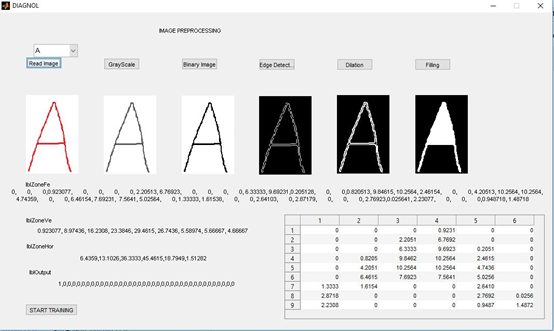 DIAGNOL
IMAGE PREPROCESSING
A
Read Image GrayScale Binary Image Edge Detect... Dilation Filling
lblZoneFe
0, 0, 0,0.923077, 0, 0, 0, 0, 2.20513, 6.76923, 0, 0, 0, 0,6.33333, 9.69231,0.205128, 0, 0,0.820513, 9.84615, 10.2564, 2.46154, 0, 0,4.20513, 10.2564, 10.2564,
4.74359, 0, 0,6.46154, 7.69231, 7.5641, 5.02564, 0, 1.33333, 1.61538, 0, 0, 2.64103, 0, 2.87179, 0, 0, 0, 2.76923,0.025641, 2.23077, 0, 0, 0,0.948718, 1.48718
lblZoneVe
0.923077, 8.97436, 16.2308, 23.3846, 29.4615, 26.7436, 5.58974, 5.66667, 4.66667
lblZoneHor
6.4359,13.1026,36.3333,45.4615,18.7949,1.51282
lblOutput
1,0,0,0,0,0,0,0,0,0,0,0,0,0,0,0,0,0,0,0,0,0,0,0,0,0,0,0,0,0,0,0,0,0,0,0
START TRAINING
1 2 3 4 5 6
1 0 0 0 0.9231 0 0
2 0 0 2.2051 6.7692 0 0
3 0 0 6.3333 9.6923 0.2051 0
4 0 0.8205 9.8462 10.2564 2.4615 0
5 0 4.2051 10.2564 10.2564 4.7436 0
6 0 6.4615 7.6923 7.5641 5.0256 0
7 1.3333 1.6154 0 0 2.6410 0
8 2.8718 0 0 0 2.7692 0.0256
9 2.2308 0 0 0 0.9487 1.4872